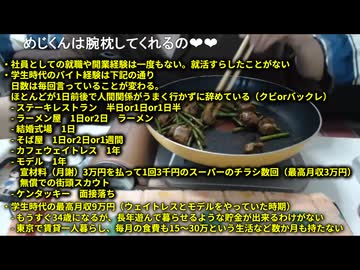 めじくんは腕枕してくれるの❤❤
・社員としての就職や開業経験は一度もない。就活すらしたことがない
・学生時代のバイト経験は下記の通り
日数は毎回言っていることが変わる。
ほとんどが1日前後で人間関係がうまく行かずに辞めている（クビorバックレ）
- ステーキレストラン　半日or1日or1日半
- ラーメン屋　1日or2日　ラーメン
- 結婚式場　1日
- そば屋　1日or2日or1週間
- カフェウェイトレス　1年
- モデル　1年
宣材料（月謝）3万円を払って1回3千円のスーパーのチラシ数回（最高月収3万円）
無償での街頭スカウト
- ケンタッキー　面接落ち
・学生時代の最高月収9万円（ウェイトレスとモデルをやっていた時期）
- もうすぐ34歳になるが、長年遊んで暮らせるような貯金が出来るわけがない
- 東京で賃貸一人暮らし、毎月の食費も15～30万という生活など数か月も持たない